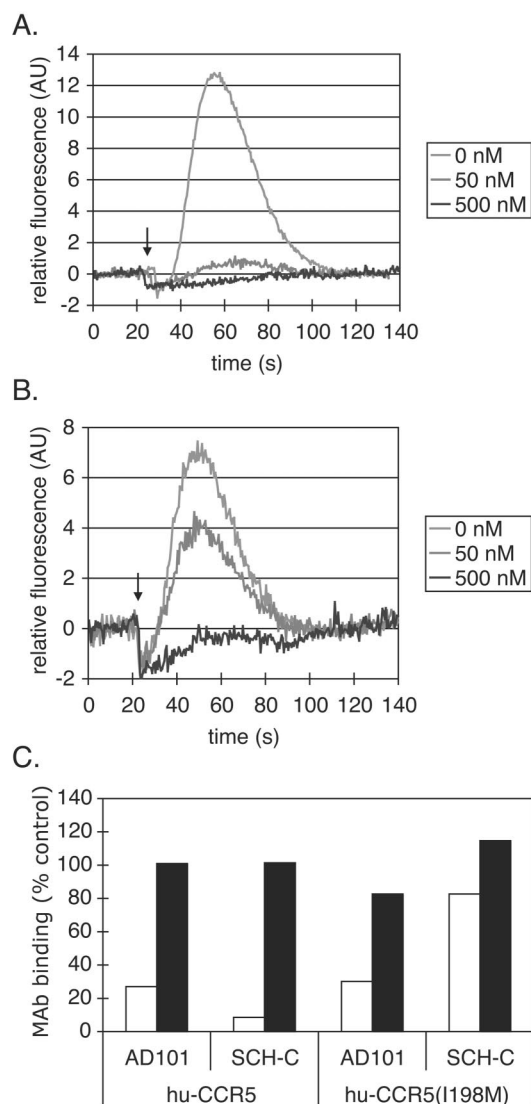 A.
relative fluorescence (AU)
14
12
10
8
6
4
2
0
-2
0 20 40 60 80 100 120 140
time (s)
0 nM
50 nM
500 nM
B.
relative fluorescence (AU)
8
6
4
2
0
-2
0 20 40 60 80 100 120 140
time (s)
0 nM
50 nM
500 nM
C.
MAb binding (% control)
140
120
100
80
60
40
20
0
AD101 SCH-C AD101 SCH-C
hu-CCR5 hu-CCR5(I198M)